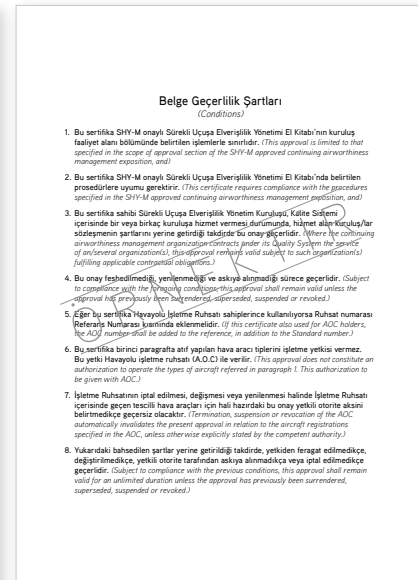 Belge Geçerlilik Şartları
(Conditions)
1. Bu sertifika SHY-M onaylı Sürekli Uçuşa Elverişlilik Yönetimi El Kitabı'nın kuruluş
faaliyet alanı bölümünde belirtilen işlemlerle sınırlıdır. (This approval is limited to that
specified in the scope of approval section of the SHY-M approved continuing airworthiness
management exposition, and)
2. Bu sertifika SHY-M onaylı Sürekli Uçuşa Elverişlilik Yönetimi El Kitabı'nda belirtilen
prosedürlere uyumu gerektirir. (This certificate requires compliance with the procedures
specified in the SHY-M approved continuing airworthiness management exposition, and)
3. Bu sertifika sahibi Sürekli Uçuşa Elverişlilik Yönetim Kuruluşu, Kalite Sistemi
içerisinde bir veya birkaç kuruluşa hizmet vermesi durumunda, hizmet alan kuruluş/lar
sözleşmenin şartlarını yerine getirdiği takdirde bu onay geçerlidir. (Where the continuing
airworthiness management organization contracts under its Quality System the service
of an/several organization(s), this approval remains valid subject to such organization(s)
fulfilling applicable contractual obligations.)
4. Bu onay feshedilmediği, yenilenmediği ve askıya alınmadığı sürece geçerlidir. (Subject
to compliance with the foregoing conditions, this approval shall remain valid unless the
approval has previously been surrendered, superseded, suspended or revoked.)
5. Eğer bu sertifika Havayolu İşletme Ruhsatı sahiplerince kullanılıyorsa Ruhsat numarası
Referans Numarası kısmında eklenmelidir. (If this certificate also used for AOC holders,
the AOC number shall be added to the reference, in addition to the Standard number.)
6. Bu sertifika birinci paragrafta atıf yapılan hava aracı tiplerini işletme yetkisi vermez.
Bu yetki Havayolu işletme ruhsatı (A.O.C) ile verilir. (This approval does not constitute an
authorization to operate the types of aircraft referred in paragraph 1. This authorization to
be given with AOC.)
7. İşletme Ruhsatının iptal edilmesi, değişmesi veya yenilenmesi halinde İşletme Ruhsatı
içerisinde geçen tescilli hava araçları için hali hazırdaki bu onay yetkili otorite aksini
belirtmedikçe geçersiz olacaktır. (Termination, suspension or revocation of the AOC
automatically invalidates the present approval in relation to the aircraft registrations
specified in the AOC, unless otherwise explicitly stated by the competent authority.)
8. Yukarıdaki bahsedilen şartlar yerine getirildiği takdirde, yetkiden feragat edilmedikçe,
değiştirilmedikçe, yetkili otorite tarafından askıya alınmadıkça veya iptal edilmedikçe
geçerlidir. (Subject to compliance with the previous conditions, this approval shall remain
valid for an unlimited duration unless the approval has previously been surrendered,
superseded, suspended or revoked.)
ÖRNEKTİR